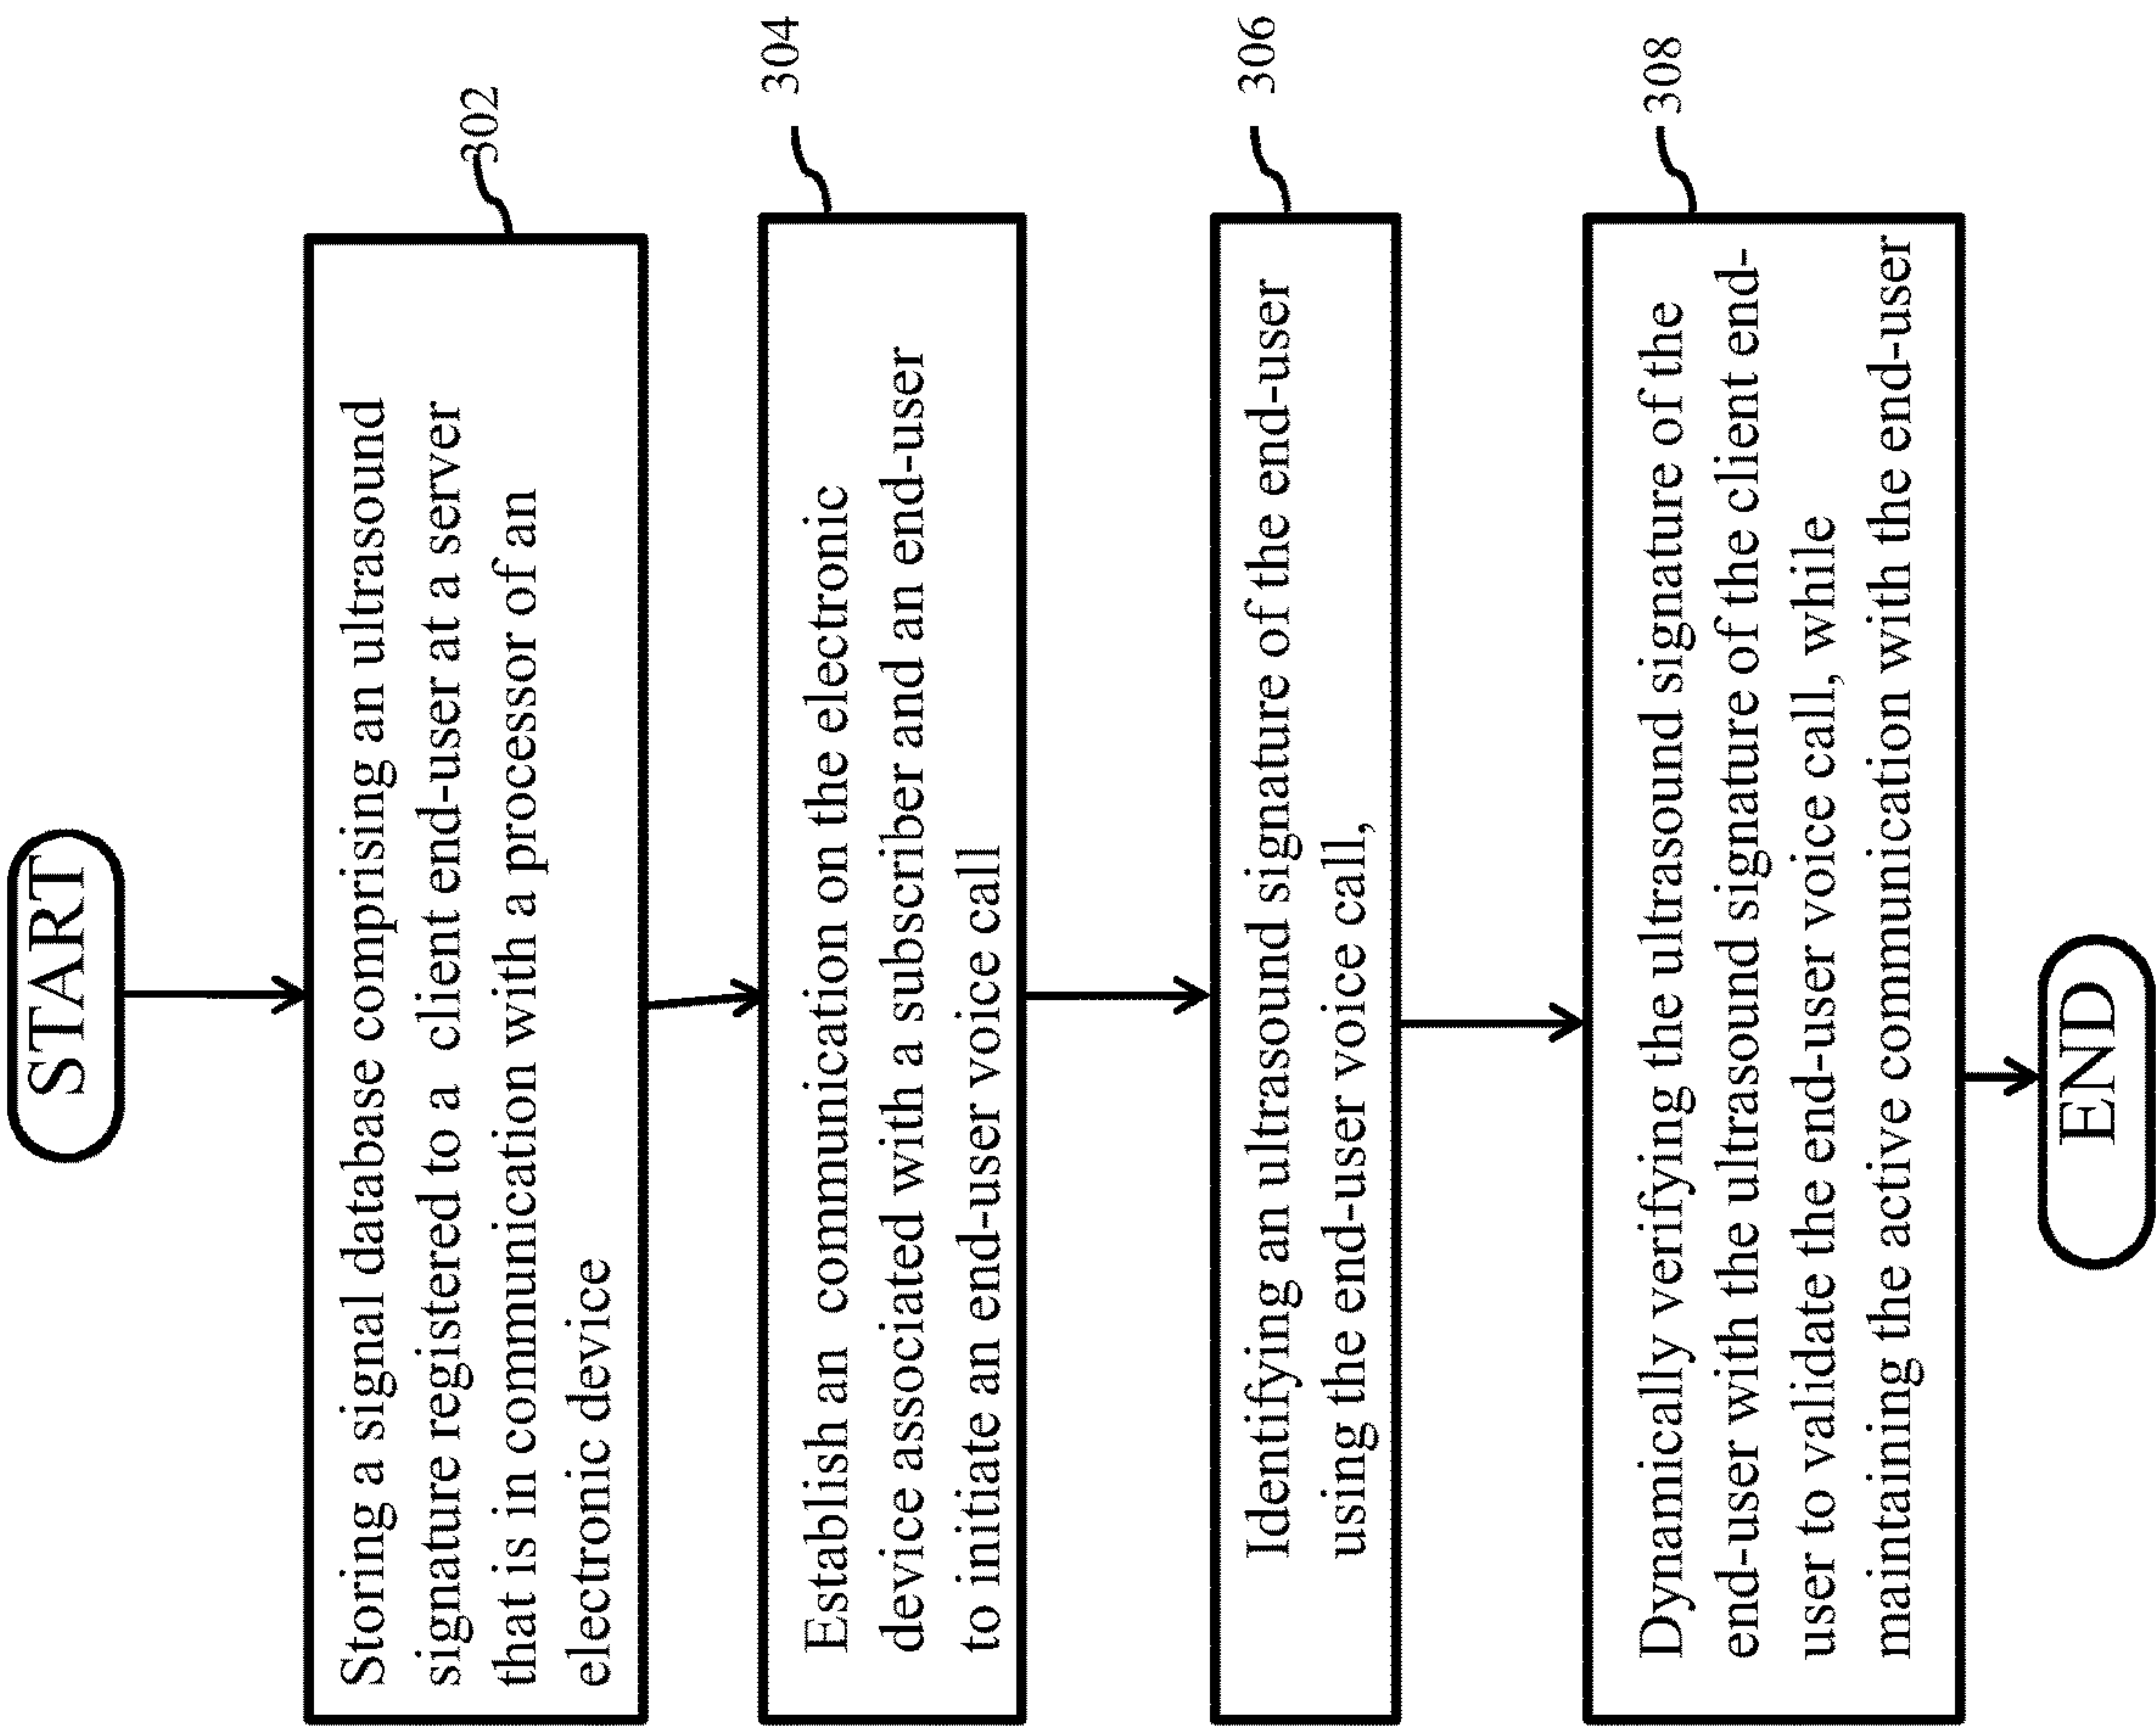 START
302
Storing a signal database comprising an ultrasound
signature registered to a client end-user at a server
that is in communication with a processor of an
electronic device
304
Establish an communication on the electronic
device associated with a subscriber and an end-user
to initiate an end-user voice call
306
Identifying an ultrasound signature of the end-user
using the end-user voice call,
308
Dynamically verifying the ultrasound signature of the
end-user with the ultrasound signature of the client end-
user to validate the end-user voice call, while
maintaining the active communication with the end-user
END